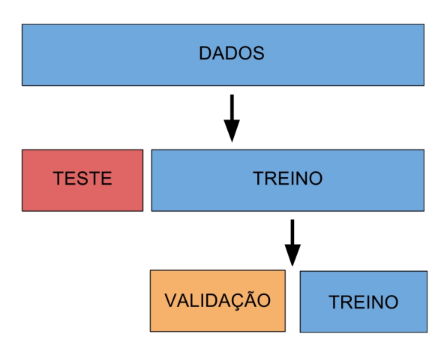 DADOS
TESTE
TREINO
VALIDAÇÃO
TREINO